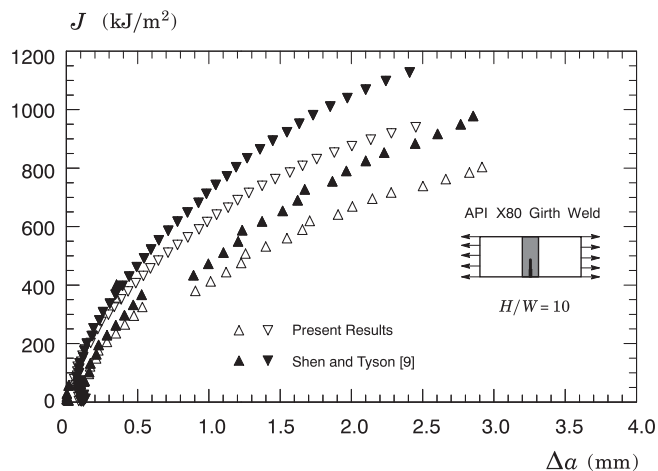 J (kJ/m²)
1200
1000
800
600
400
200
0
0 0.5 1.0 1.5 2.0 2.5 3.0 3.5 4.0
Δa (mm)
API X80 Girth Weld
H/W = 10
△ ▽ Present Results
▲ ▼ Shen and Tyson [9]